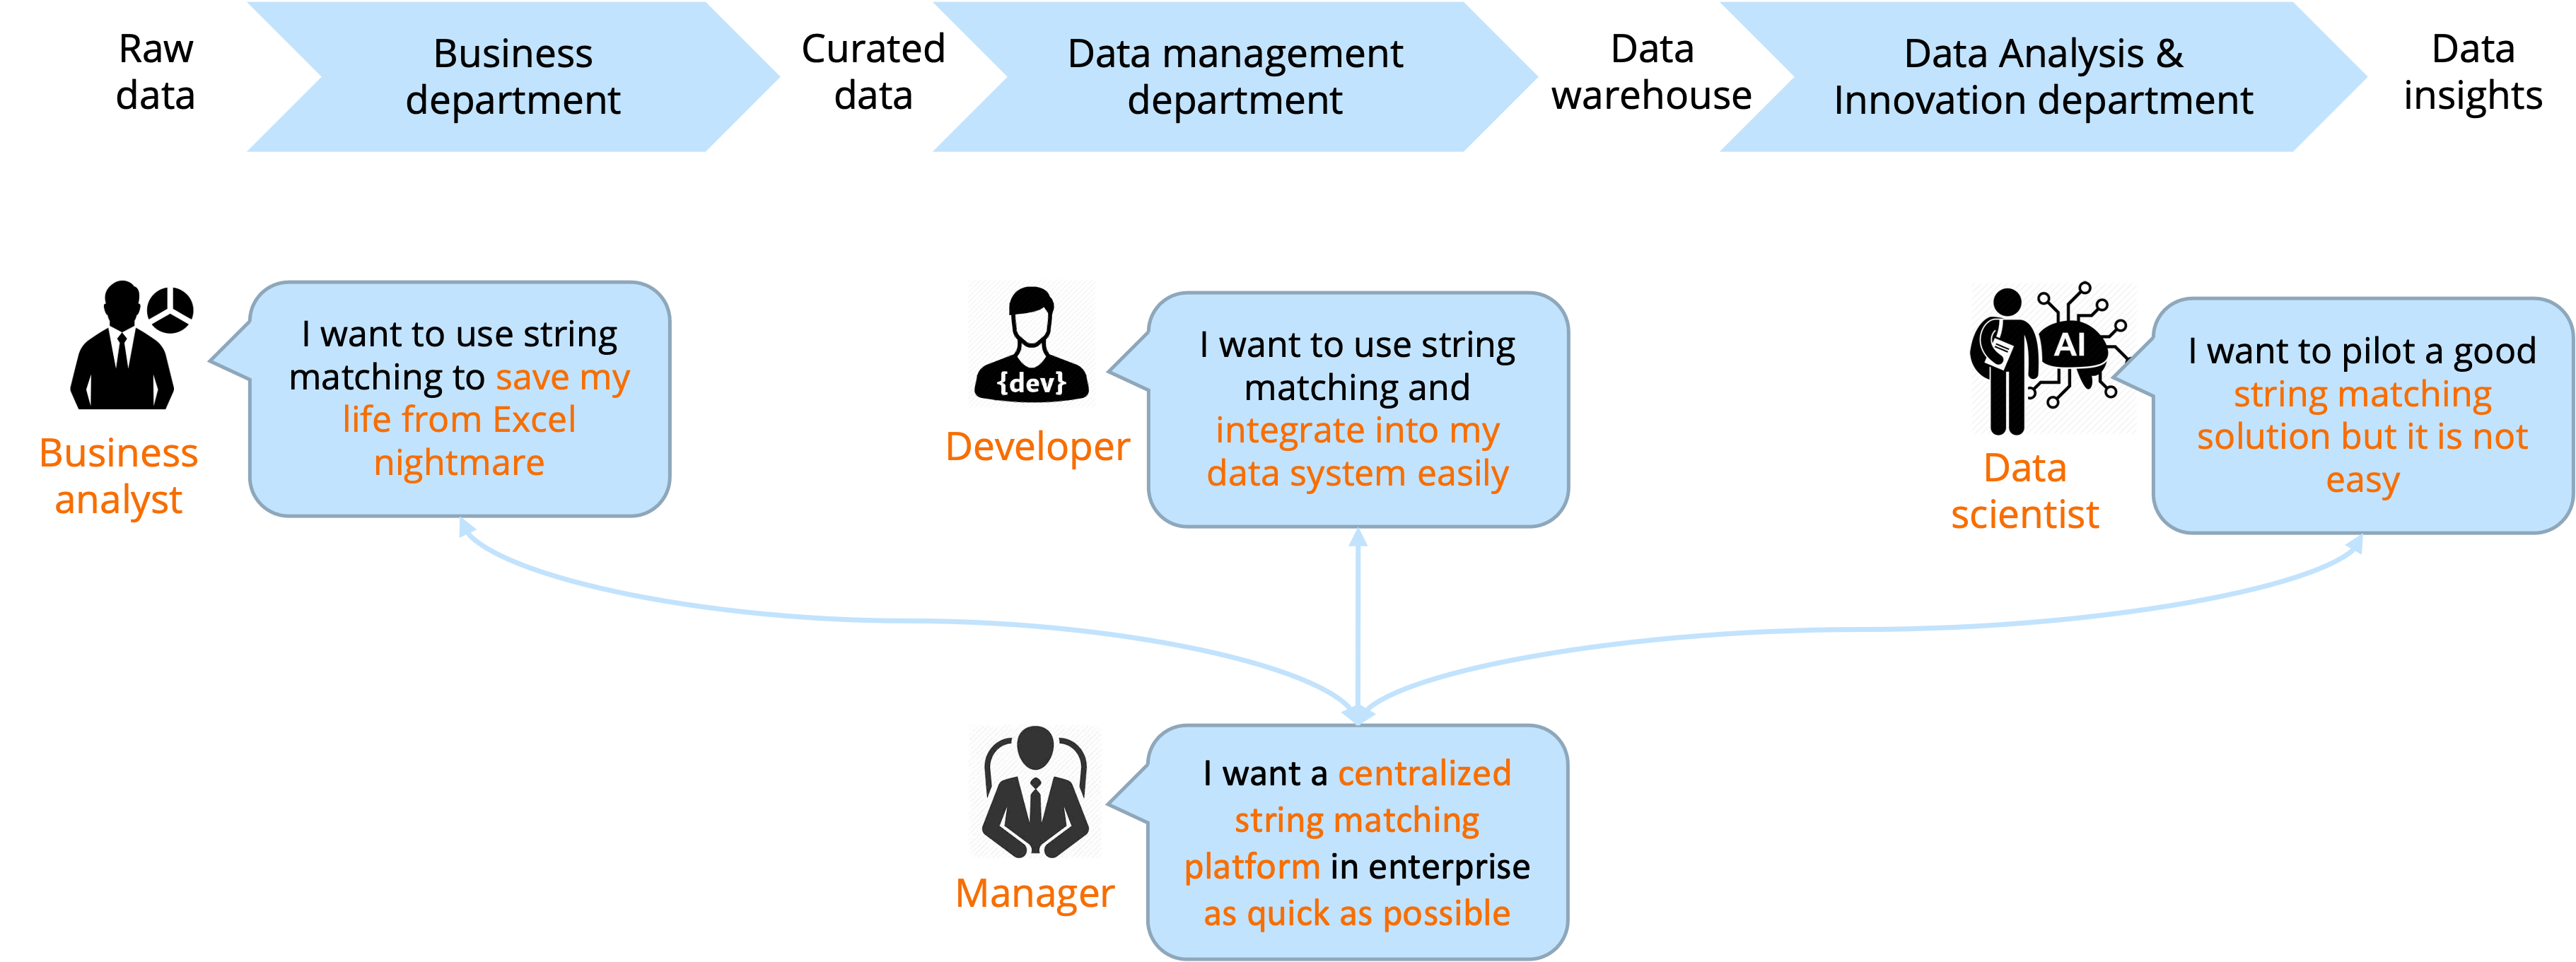 Raw
data
Business
department
Curated
data
Data management
department
Data
warehouse
Data Analysis &
Innovation department
Data
insights
Business
analyst
I want to use string
matching to save my
life from Excel
nightmare
{dev}
Developer
I want to use string
matching and
integrate into my
data system easily
AI
Data
scientist
I want to pilot a good
string matching
solution but it is not
easy
Manager
I want a centralized
string matching
platform in enterprise
as quick as possible